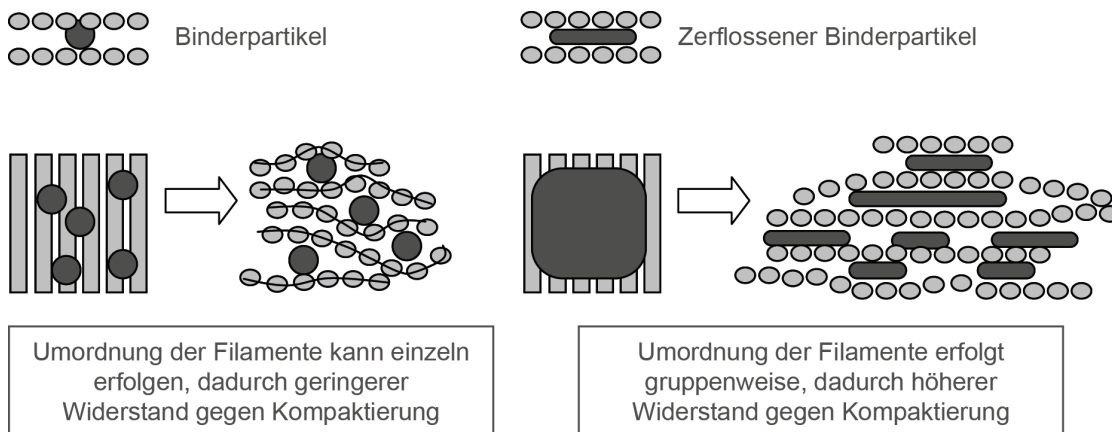 Binderpartikel
Zerflossener Binderpartikel
Umordnung der Filamente kann einzeln
erfolgen, dadurch geringerer
Widerstand gegen Kompaktierung
Umordnung der Filamente erfolgt
gruppenweise, dadurch höherer
Widerstand gegen Kompaktierung